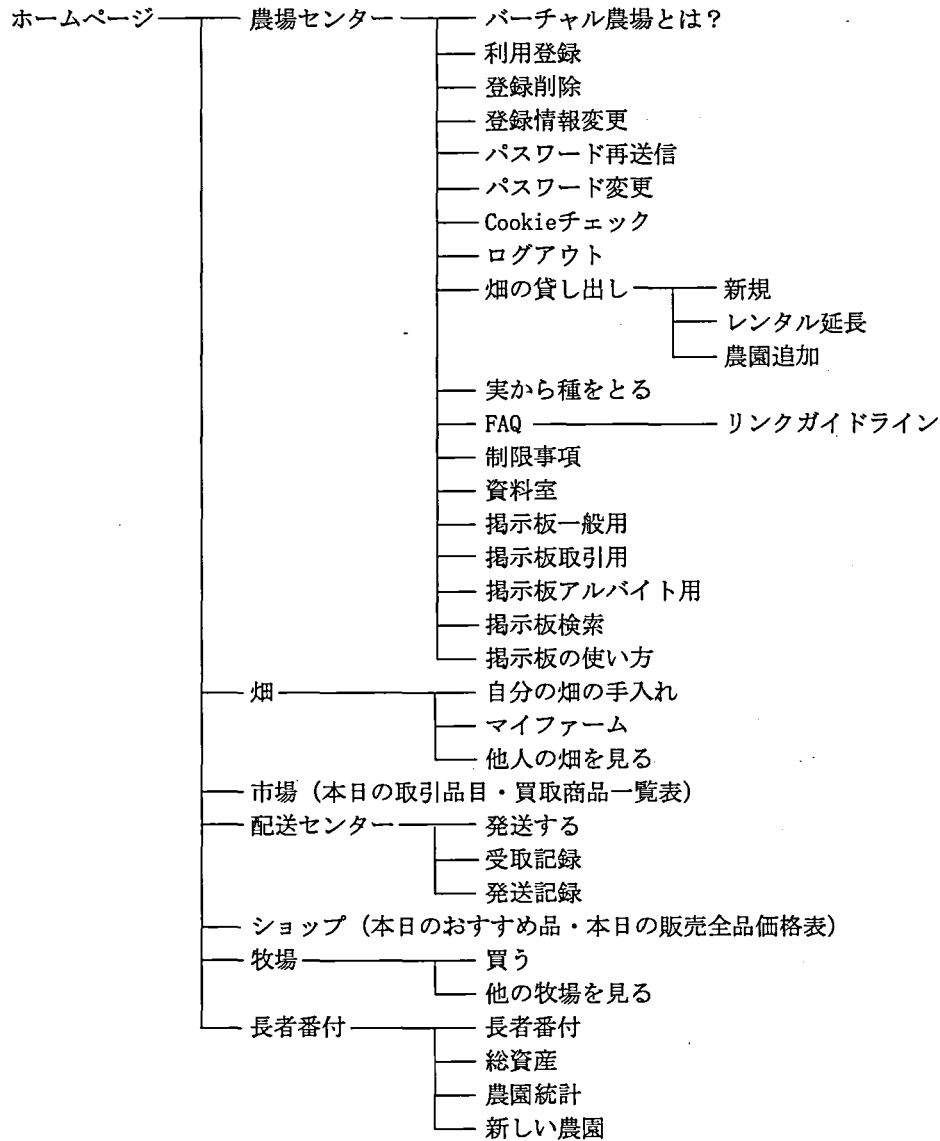 ホームページ 農場センター バーチャル農場とは？
利用登録
登録削除
登録情報変更
パスワード再送信
パスワード変更
Cookieチェック
ログアウト
畑の貸し出し 新規
レンタル延長
農園追加
実から種をとる
FAQ リンクガイドライン
制限事項
資料室
掲示板一般用
掲示板取引用
掲示板アルバイト用
掲示板検索
掲示板の使い方
畑 自分の畑の手入れ
マイファーム
他人の畑を見る
市場（本日の取引品目・買取商品一覧表）
配送センター 発送する
受取記録
発送記録
ショップ（本日のおすすめ品・本日の販売全品価格表）
牧場 買う
他の牧場を見る
長者番付 長者番付
総資産
農園統計
新しい農園